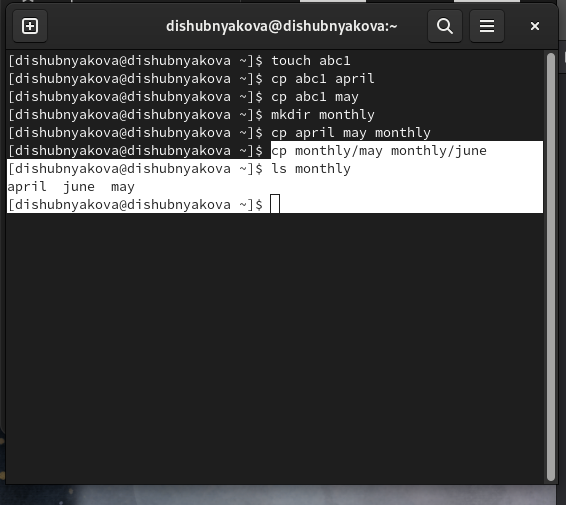 dishubnyakova@dishubnyakova:~
[dishubnyakova@dishubnyakova ~]$ touch abc1
[dishubnyakova@dishubnyakova ~]$ cp abc1 april
[dishubnyakova@dishubnyakova ~]$ cp abc1 may
[dishubnyakova@dishubnyakova ~]$ mkdir monthly
[dishubnyakova@dishubnyakova ~]$ cp april may monthly
[dishubnyakova@dishubnyakova ~]$ cp monthly/may monthly/june
[dishubnyakova@dishubnyakova ~]$ ls monthly
april  june  may
[dishubnyakova@dishubnyakova ~]$